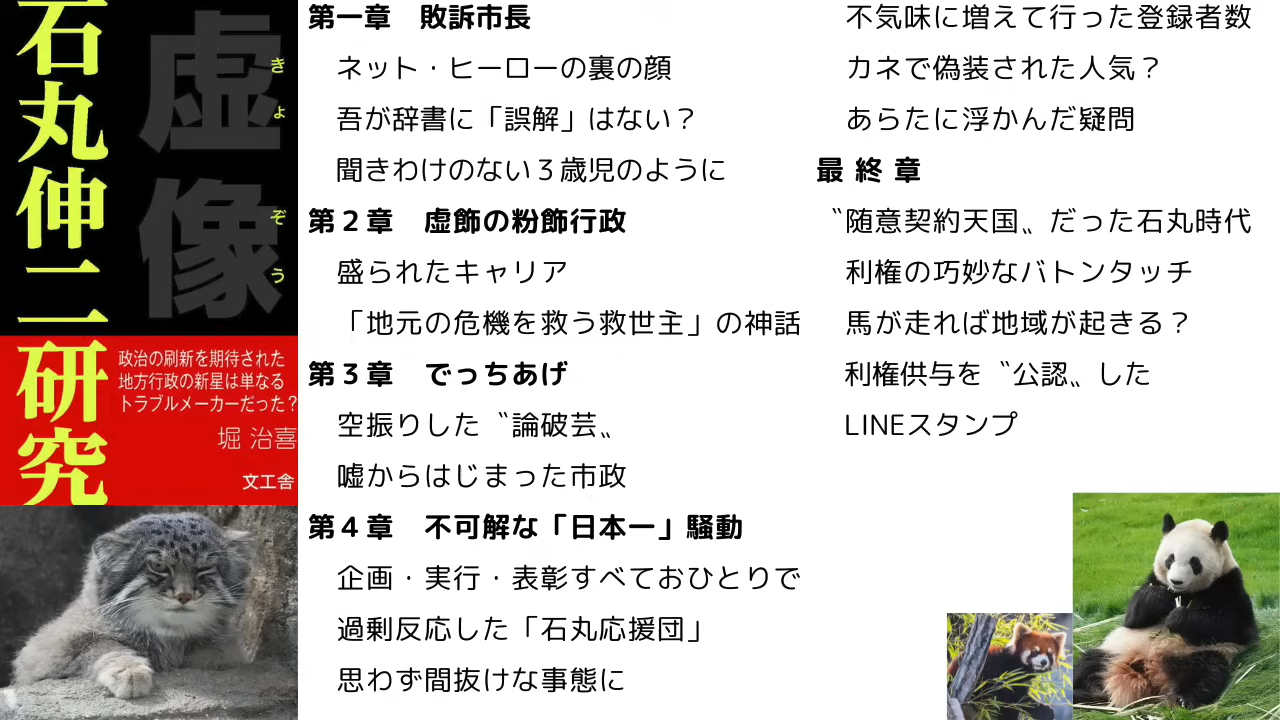 石丸伸二研究
虚像
きょぞう
政治の刷新を期待された
地方行政の新星は単なる
トラブルメーカーだった?
堀 治喜
文工舎
第一章 敗訴市長
ネット・ヒーローの裏の顔
吾が辞書に「誤解」はない?
聞きわけのない3歳児のように
第2章 虚飾の粉飾行政
盛られたキャリア
「地元の危機を救う救世主」の神話
第3章 でっちあげ
空振りした〝論破芸〟
嘘からはじまった市政
第4章 不可解な「日本一」騒動
企画・実行・表彰すべておひとりで
過剰反応した「石丸応援団」
思わず間抜けな事態に
不気味に増えて行った登録者数
カネで偽装された人気?
あらたに浮かんだ疑問
最終章
〝随意契約天国〟だった石丸時代
利権の巧妙なバトンタッチ
馬が走れば地域が起きる?
利権供与を〝公認〟した
LINEスタンプ